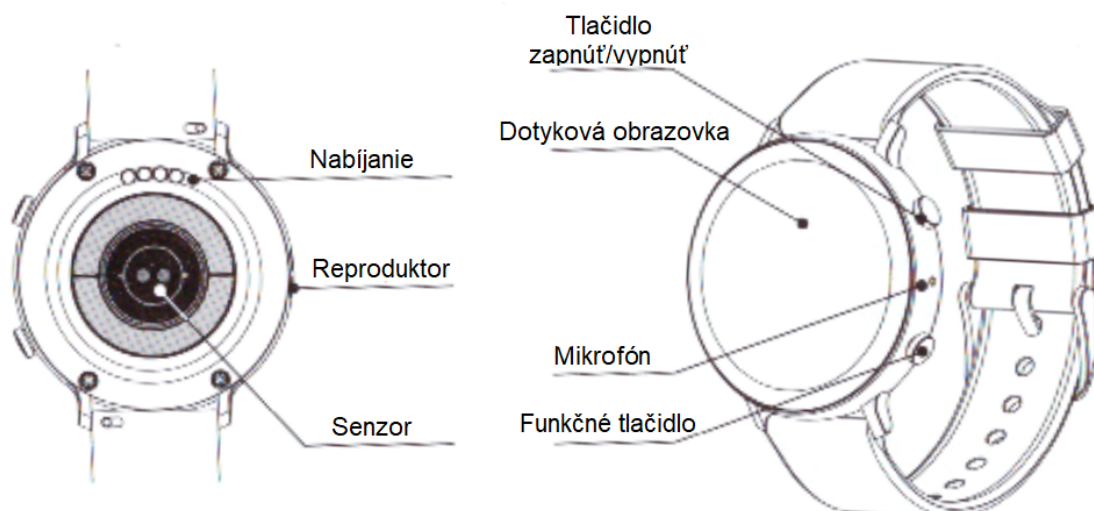 Nabíjanie
Reproduktor
Senzor
Tlačidlo
zapnúť/vypnúť
Dotyková obrazovka
Mikrofón
Funkčné tlačidlo